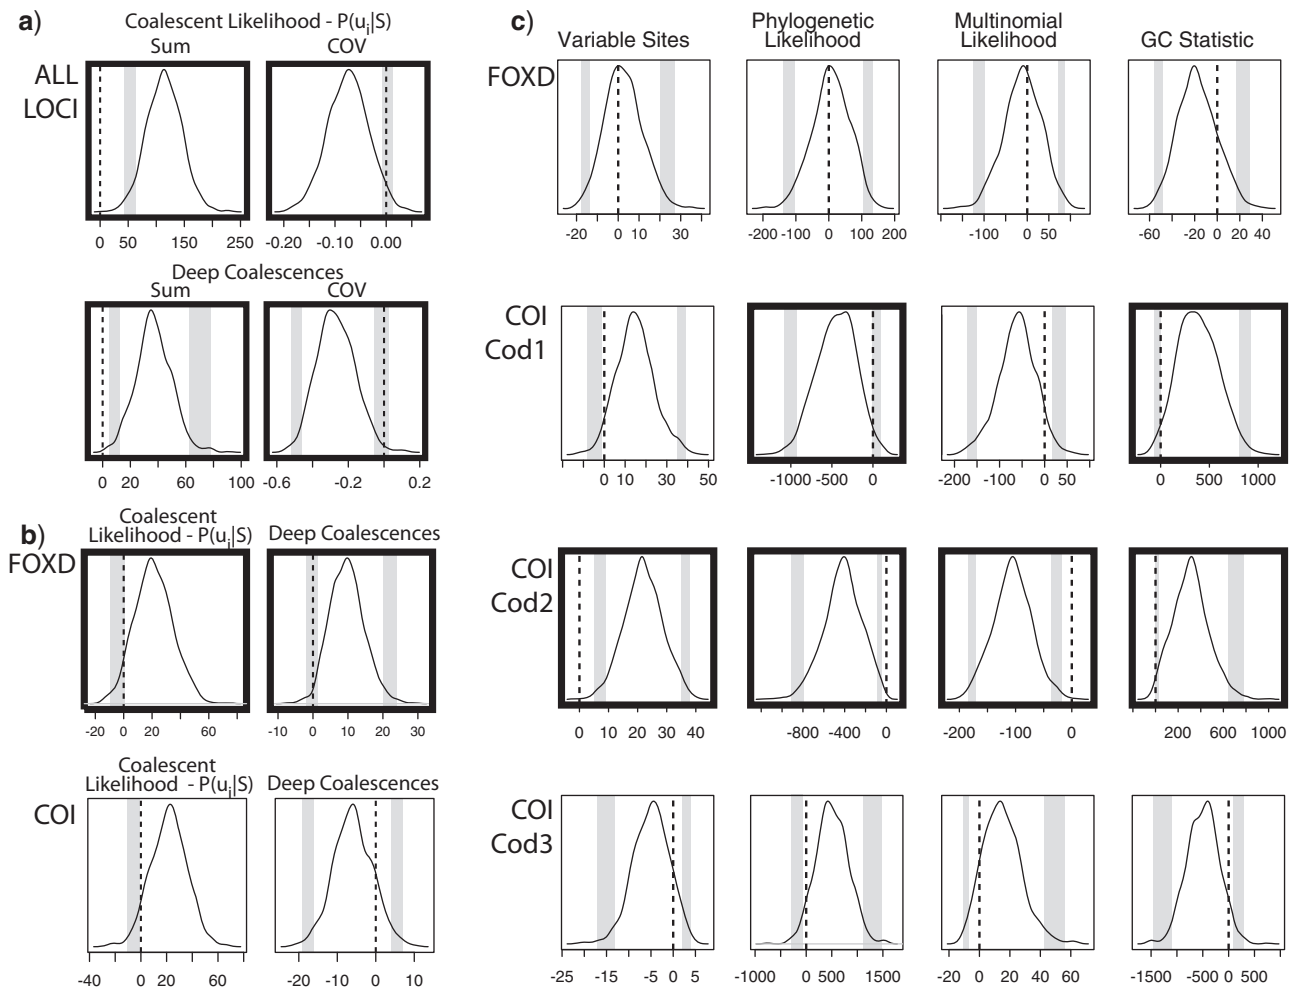 a)
Coalescent Likelihood - P(ui|S)
Sum COV
ALL
LOCI
0 50 150 250
-0.20 -0.10 0.00
Deep Coalescences
Sum COV
0 20 60 100
-0.6 -0.2 0.2
b)
Coalescent
Likelihood - P(ui|S)
Deep Coalescences
FOXD
-20 0 20 60
-10 0 10 20 30
Coalescent
Likelihood - P(ui|S)
Deep Coalescences
COI
-40 0 20 60
-20 -10 0 10
c)
Variable Sites
Phylogenetic
Likelihood
Multinomial
Likelihood
GC Statistic
FOXD
-20 0 10 30
-200 -100 0 100 200
-100 0 50
-60 -20 0 20 40
COI
Cod1
0 10 30 50
-1000 -500 0
-200 -100 0 50
0 500 1000
COI
Cod2
0 10 20 30 40
-800 -400 0
-200 -100 0
200 600 1000
COI
Cod3
-25 -15 -5 0 5
-1000 0 500 1500
-20 0 20 40 60
-1500 -500 0 500